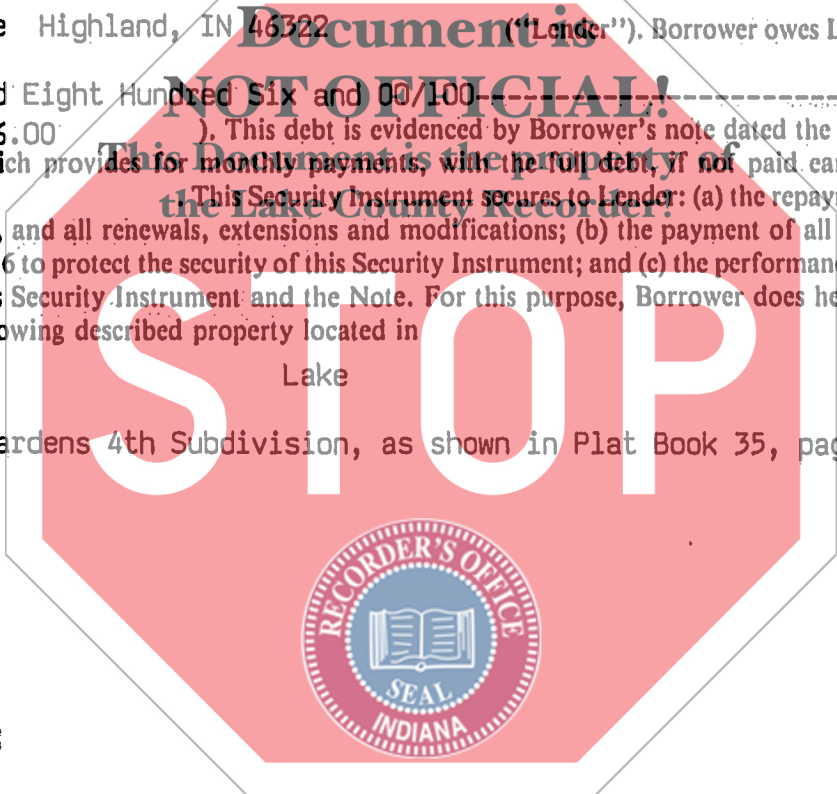 Highland, IN 46322 ("Lender"). Borrower owes L
Document is
Eight Hundred Six and 00/100
NOT OFFICIAL!
6.00 ). This debt is evidenced by Borrower's note dated the
ich provides for monthly payments, with the full debt, if not paid ear
This Document is the property of
. This Security Instrument secures to Lender: (a) the repaym
the Lake County Recorder!
, and all renewals, extensions and modifications; (b) the payment of all
6 to protect the security of this Security Instrument; and (c) the performan
s Security Instrument and the Note. For this purpose, Borrower does he
owing described property located in
Lake
ardens 4th Subdivision, as shown in Plat Book 35, pag
STOP
RECORDER'S OFFICE
SEAL
INDIANA